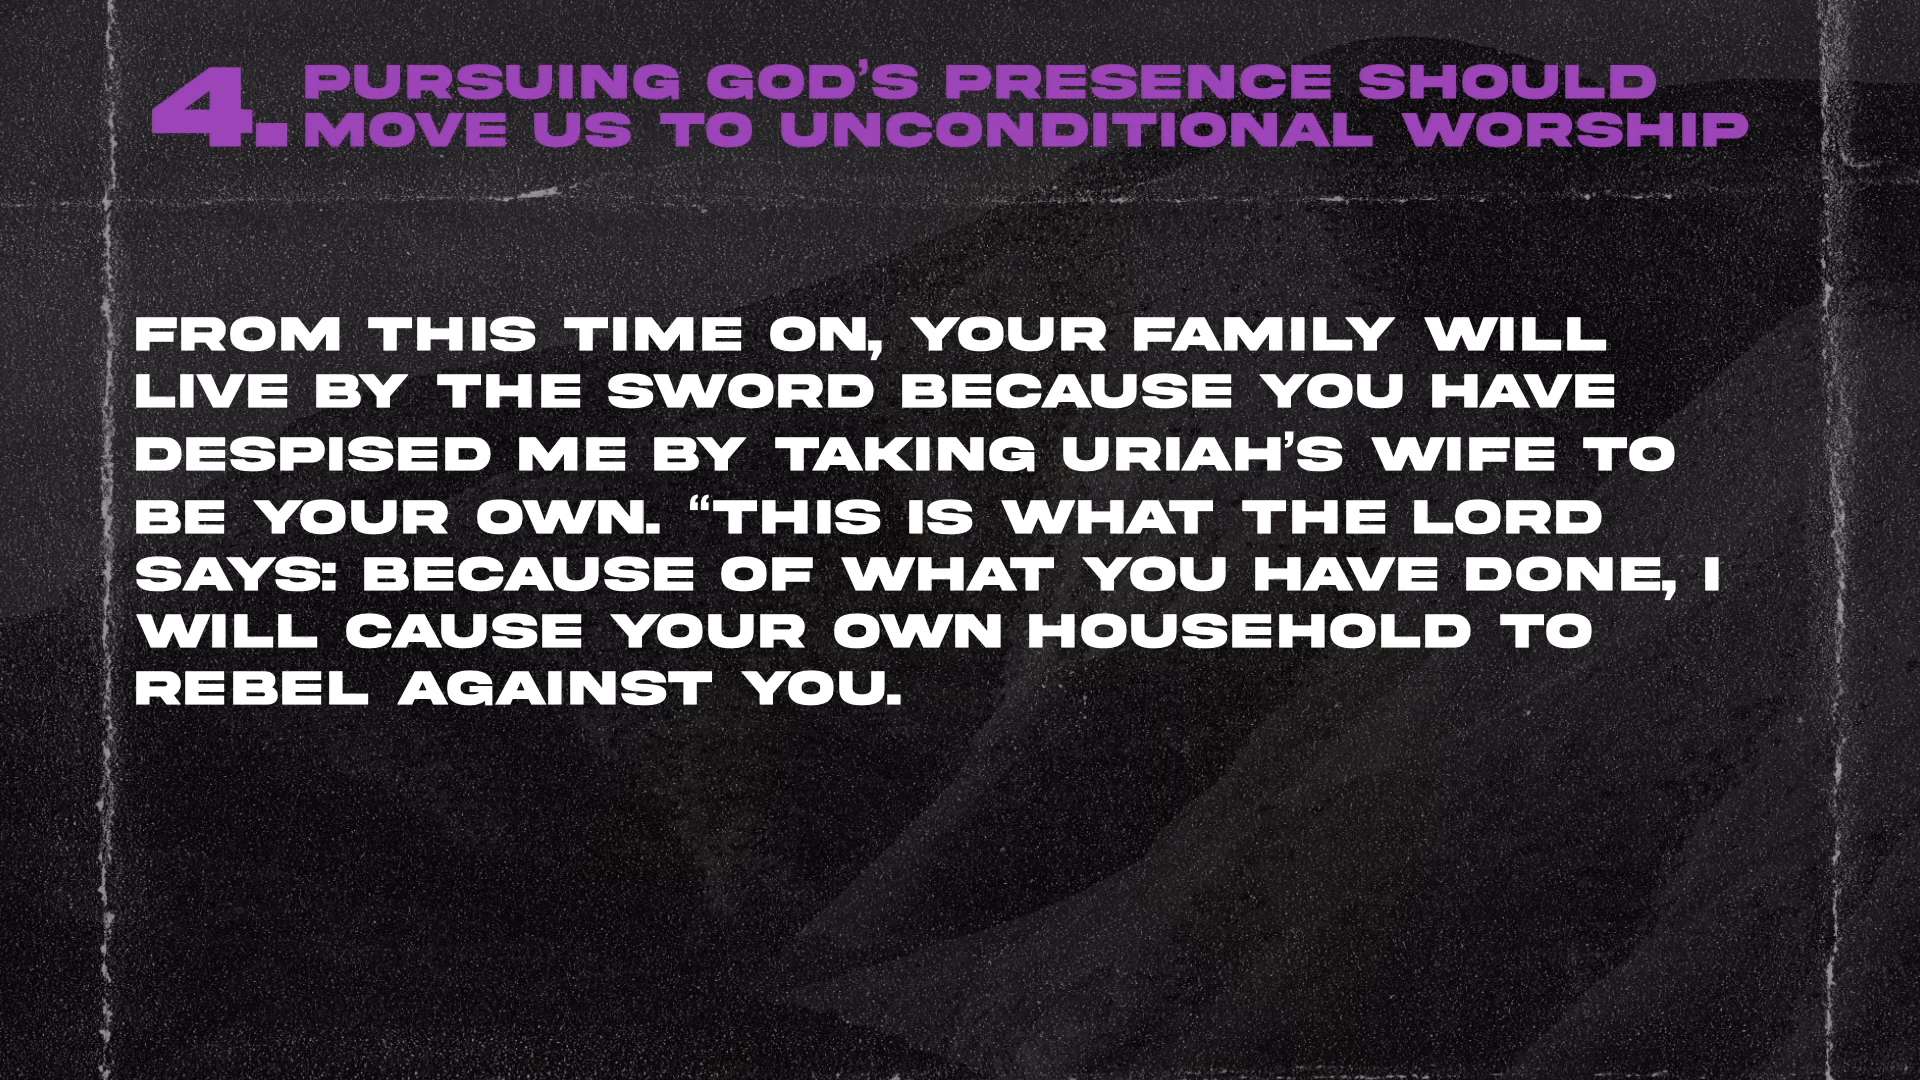 4. PURSUING GOD'S PRESENCE SHOULD
MOVE US TO UNCONDITIONAL WORSHIP
FROM THIS TIME ON, YOUR FAMILY WILL
LIVE BY THE SWORD BECAUSE YOU HAVE
DESPISED ME BY TAKING URIAH’S WIFE TO
BE YOUR OWN. “THIS IS WHAT THE LORD
SAYS: BECAUSE OF WHAT YOU HAVE DONE, I
WILL CAUSE YOUR OWN HOUSEHOLD TO
REBEL AGAINST YOU.